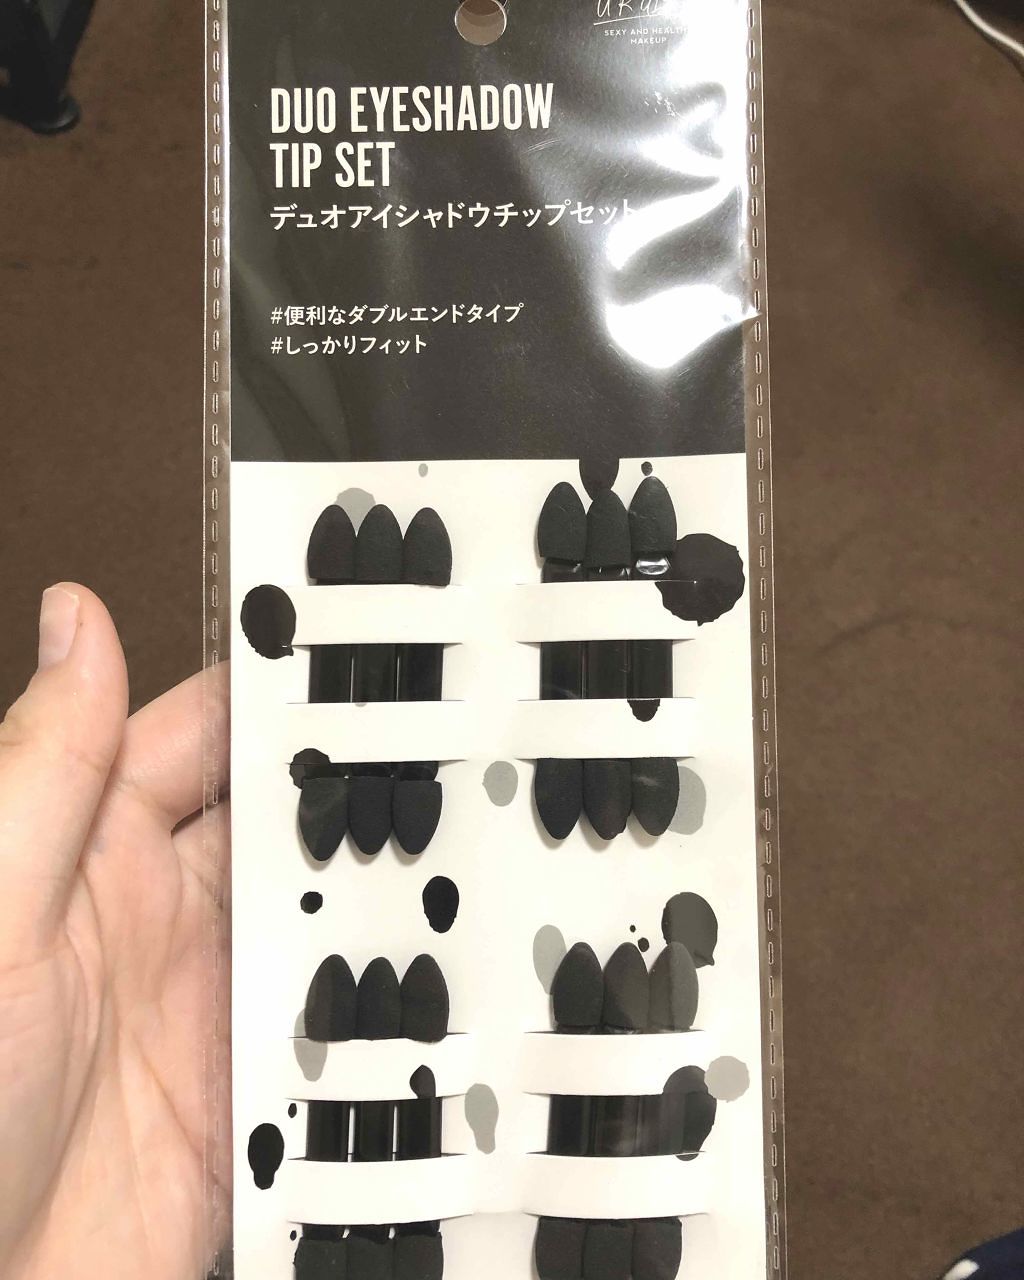 SEXY AND HEALTH
MAKEUP
DUO EYESHADOW
TIP SET
デュオアイシャドウチップセット
#便利なダブルエンドタイプ
#しっかりフィット